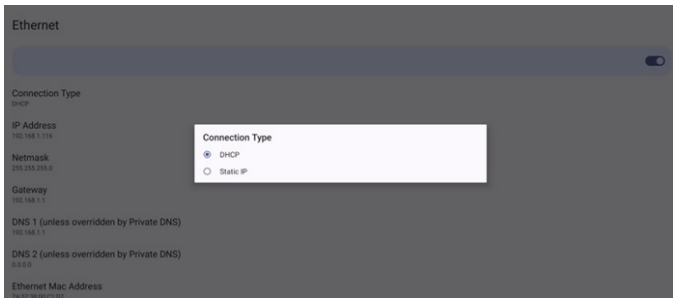 Ethernet
Connection Type
DHCP
IP Address
192.168.1.116
Netmask
255.255.255.0
Gateway
192.168.1.1
DNS 1 (unless overridden by Private DNS)
192.168.1.1
DNS 2 (unless overridden by Private DNS)
0.0.0.0
Ethernet Mac Address
Connection Type
DHCP
Static IP